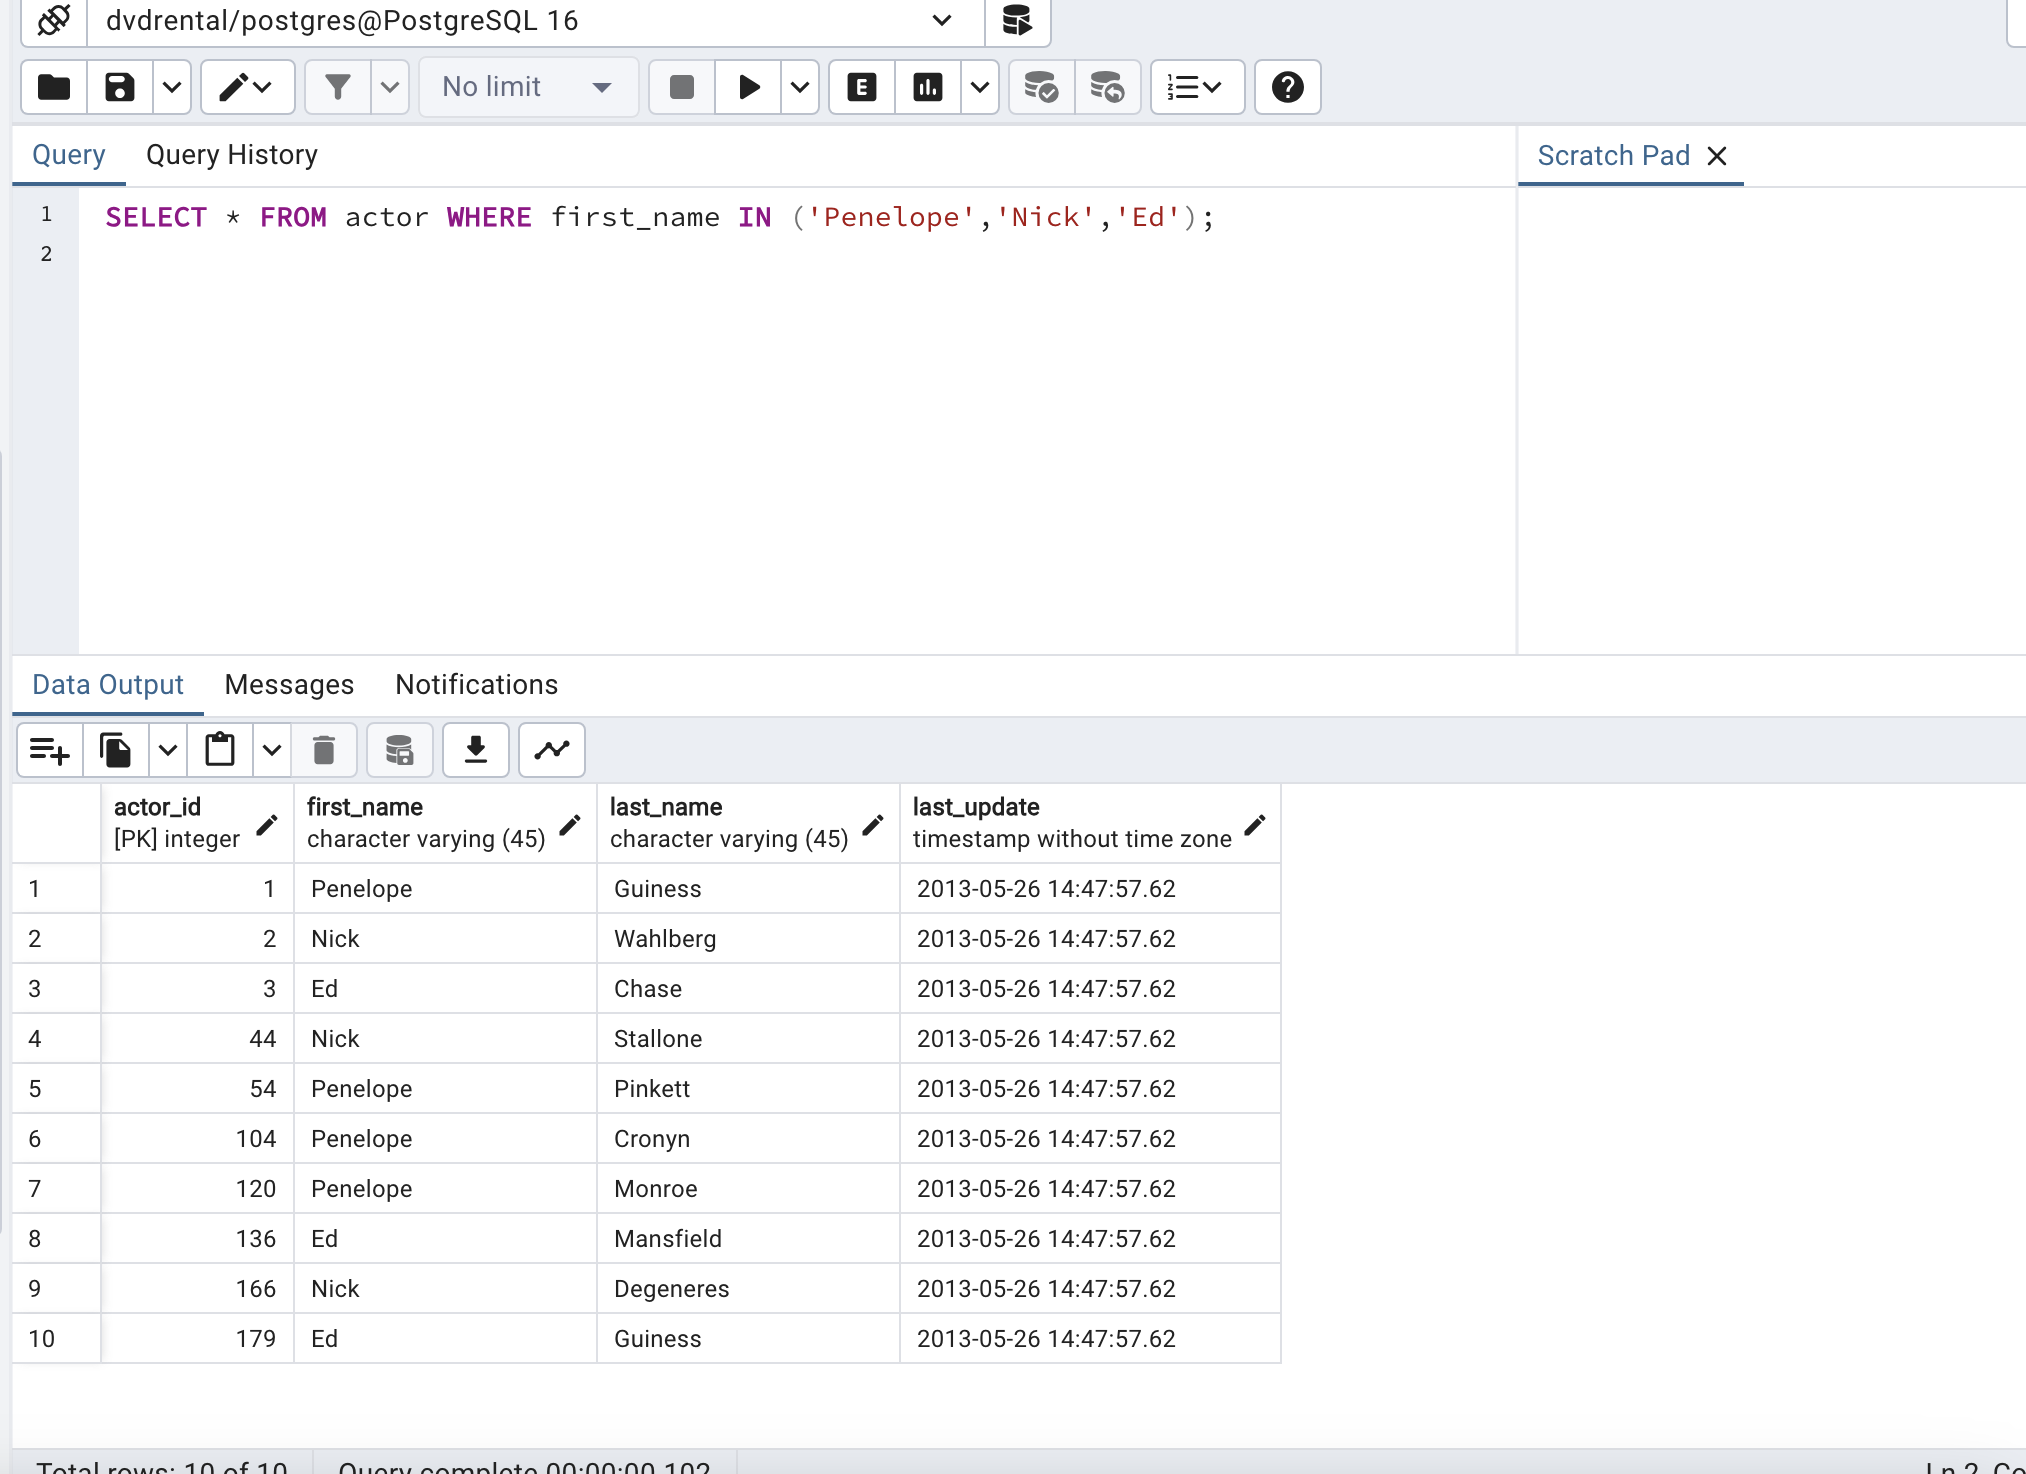 dvdrental/postgres@PostgreSQL 16
No limit
E
Query Query History Scratch Pad
1 SELECT * FROM actor WHERE first_name IN ('Penelope','Nick','Ed');
2
Data Output Messages Notifications
actor_id first_name last_name last_update
[PK] integer character varying (45) character varying (45) timestamp without time zone
1 1 Penelope Guiness 2013-05-26 14:47:57.62
2 2 Nick Wahlberg 2013-05-26 14:47:57.62
3 3 Ed Chase 2013-05-26 14:47:57.62
4 44 Nick Stallone 2013-05-26 14:47:57.62
5 54 Penelope Pinkett 2013-05-26 14:47:57.62
6 104 Penelope Cronyn 2013-05-26 14:47:57.62
7 120 Penelope Monroe 2013-05-26 14:47:57.62
8 136 Ed Mansfield 2013-05-26 14:47:57.62
9 166 Nick Degeneres 2013-05-26 14:47:57.62
10 179 Ed Guiness 2013-05-26 14:47:57.62
Total rows: 10 of 10 Query complete 00:00:00.102 Ln 2, Co